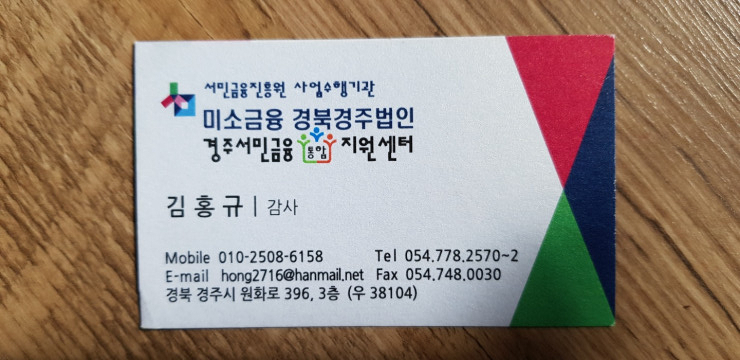 서민금융진흥원 사업수행기관
미소금융 경북경주법인
경주서민금융 통합 지원센터
김홍규 | 감사
Mobile 010-2508-6158 Tel 054.778.2570~2
E-mail hong2716@hanmail.net Fax 054.748.0030
경북 경주시 원화로 396, 3층 (우 38104)